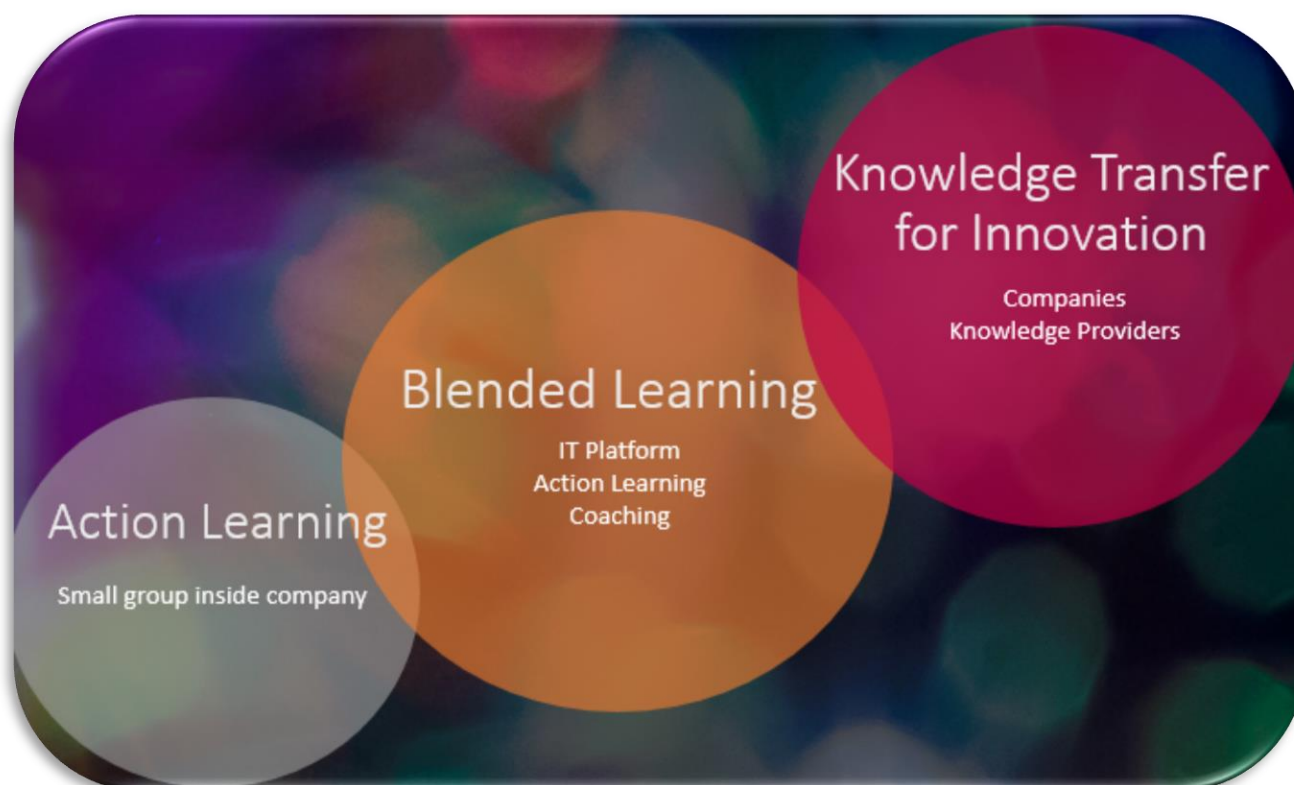 Action Learning
Small group inside company
Blended Learning
IT Platform
Action Learning
Coaching
Knowledge Transfer
for Innovation
Companies
Knowledge Providers